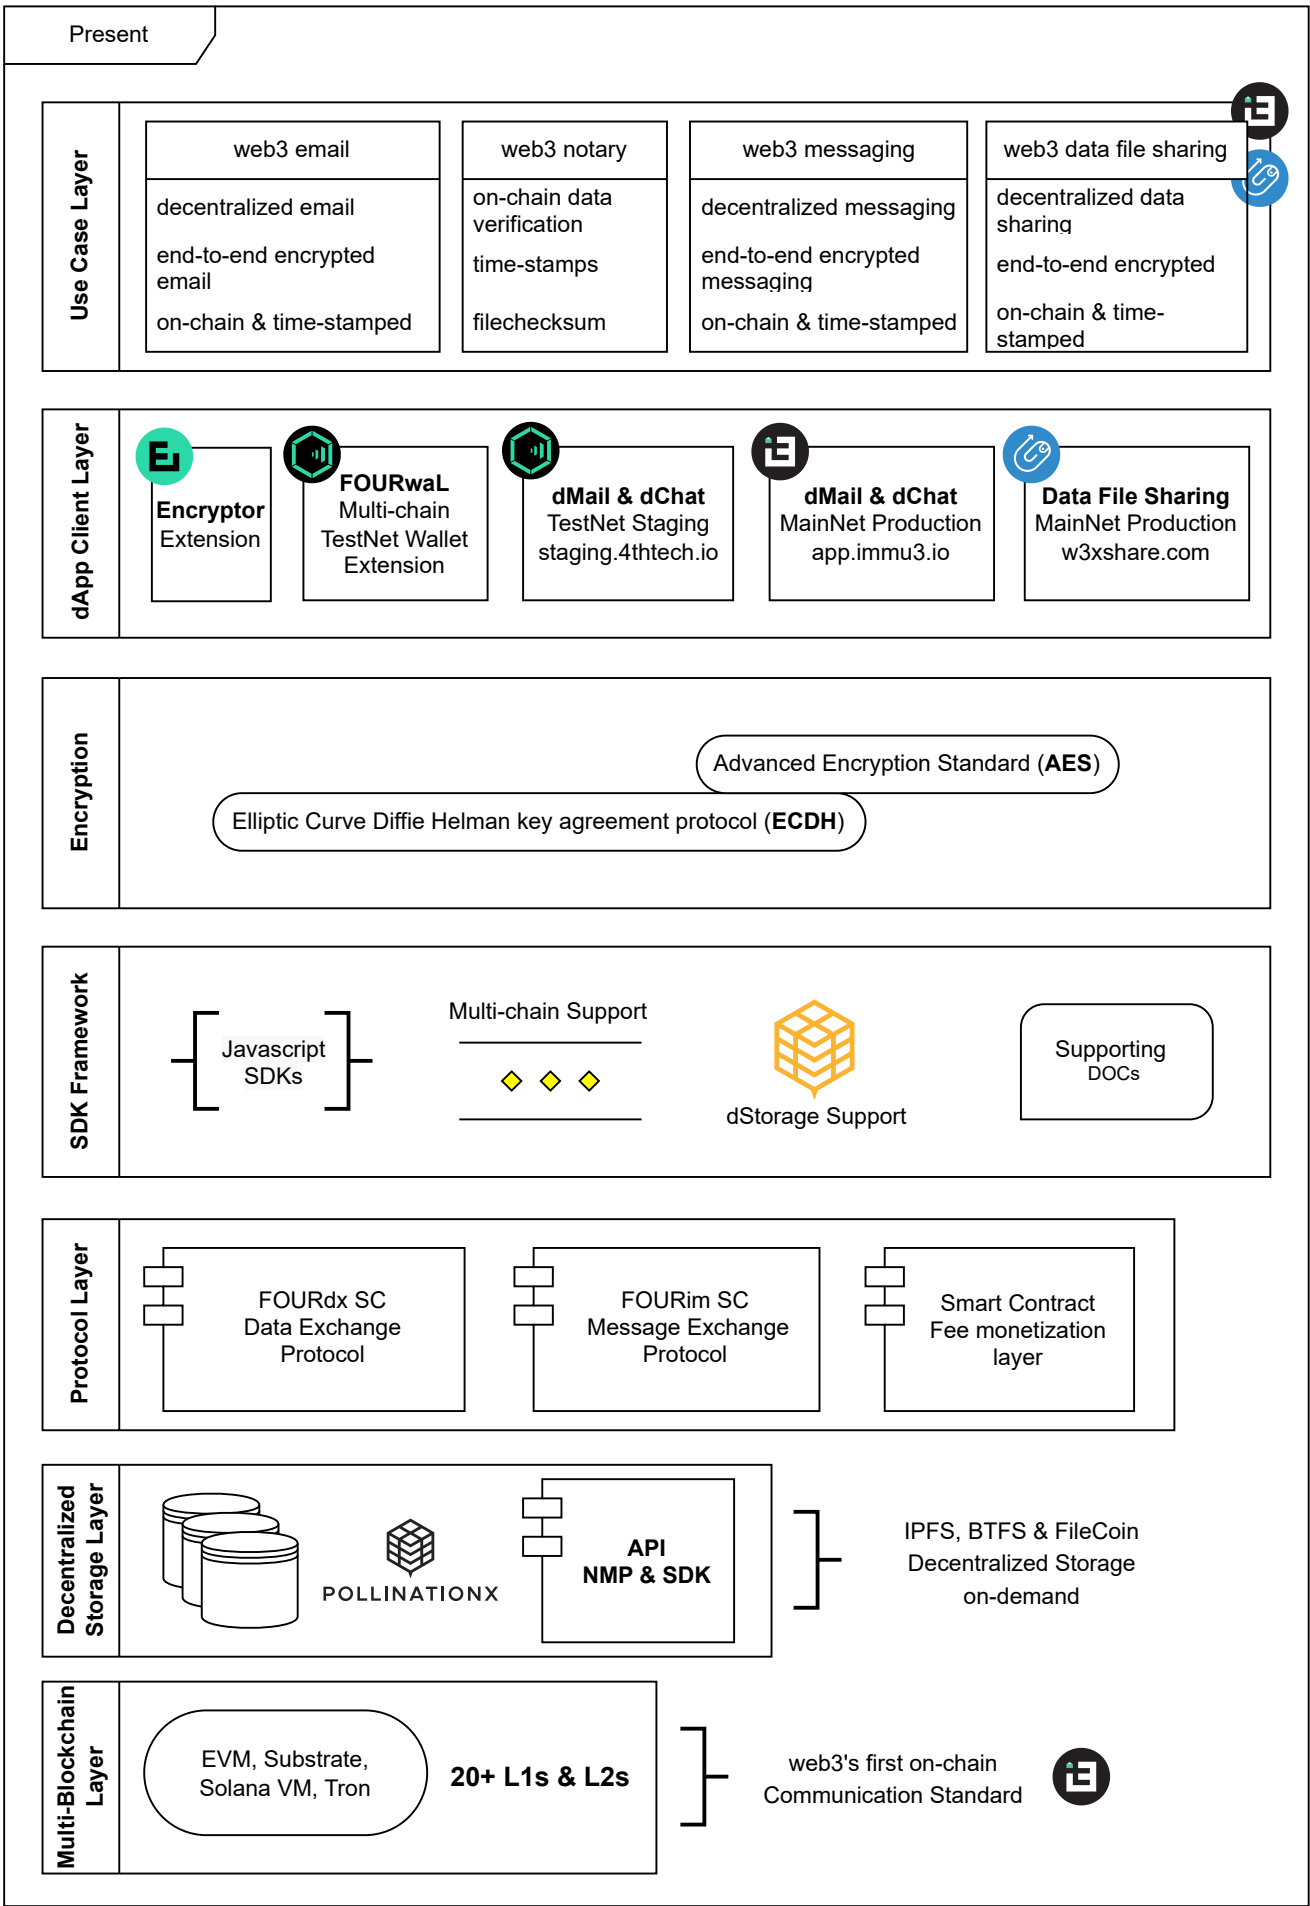 Present
Use Case Layer
web3 email
decentralized email
end-to-end encrypted
email
on-chain & time-stamped
web3 notary
on-chain data
verification
time-stamps
filechecksum
web3 messaging
decentralized messaging
end-to-end encrypted
messaging
on-chain & time-stamped
web3 data file sharing
decentralized data
sharing
end-to-end encrypted
on-chain & time-
stamped
dApp Client Layer
Encryptor
Extension
FOURwaL
Multi-chain
TestNet Wallet
Extension
dMail & dChat
TestNet Staging
staging.4thtech.io
dMail & dChat
MainNet Production
app.immu3.io
Data File Sharing
MainNet Production
w3xshare.com
Encryption
Advanced Encryption Standard (AES)
Elliptic Curve Diffie Helman key agreement protocol (ECDH)
SDK Framework
Javascript
SDKs
Multi-chain Support
dStorage Support
Supporting
DOCs
Protocol Layer
FOURdx SC
Data Exchange
Protocol
FOURim SC
Message Exchange
Protocol
Smart Contract
Fee monetization
layer
Decentralized
Storage Layer
POLLINATIONX
API
NMP & SDK
IPFS, BTFS & FileCoin
Decentralized Storage
on-demand
Multi-Blockchain
Layer
EVM, Substrate,
Solana VM, Tron
20+ L1s & L2s
web3's first on-chain
Communication Standard